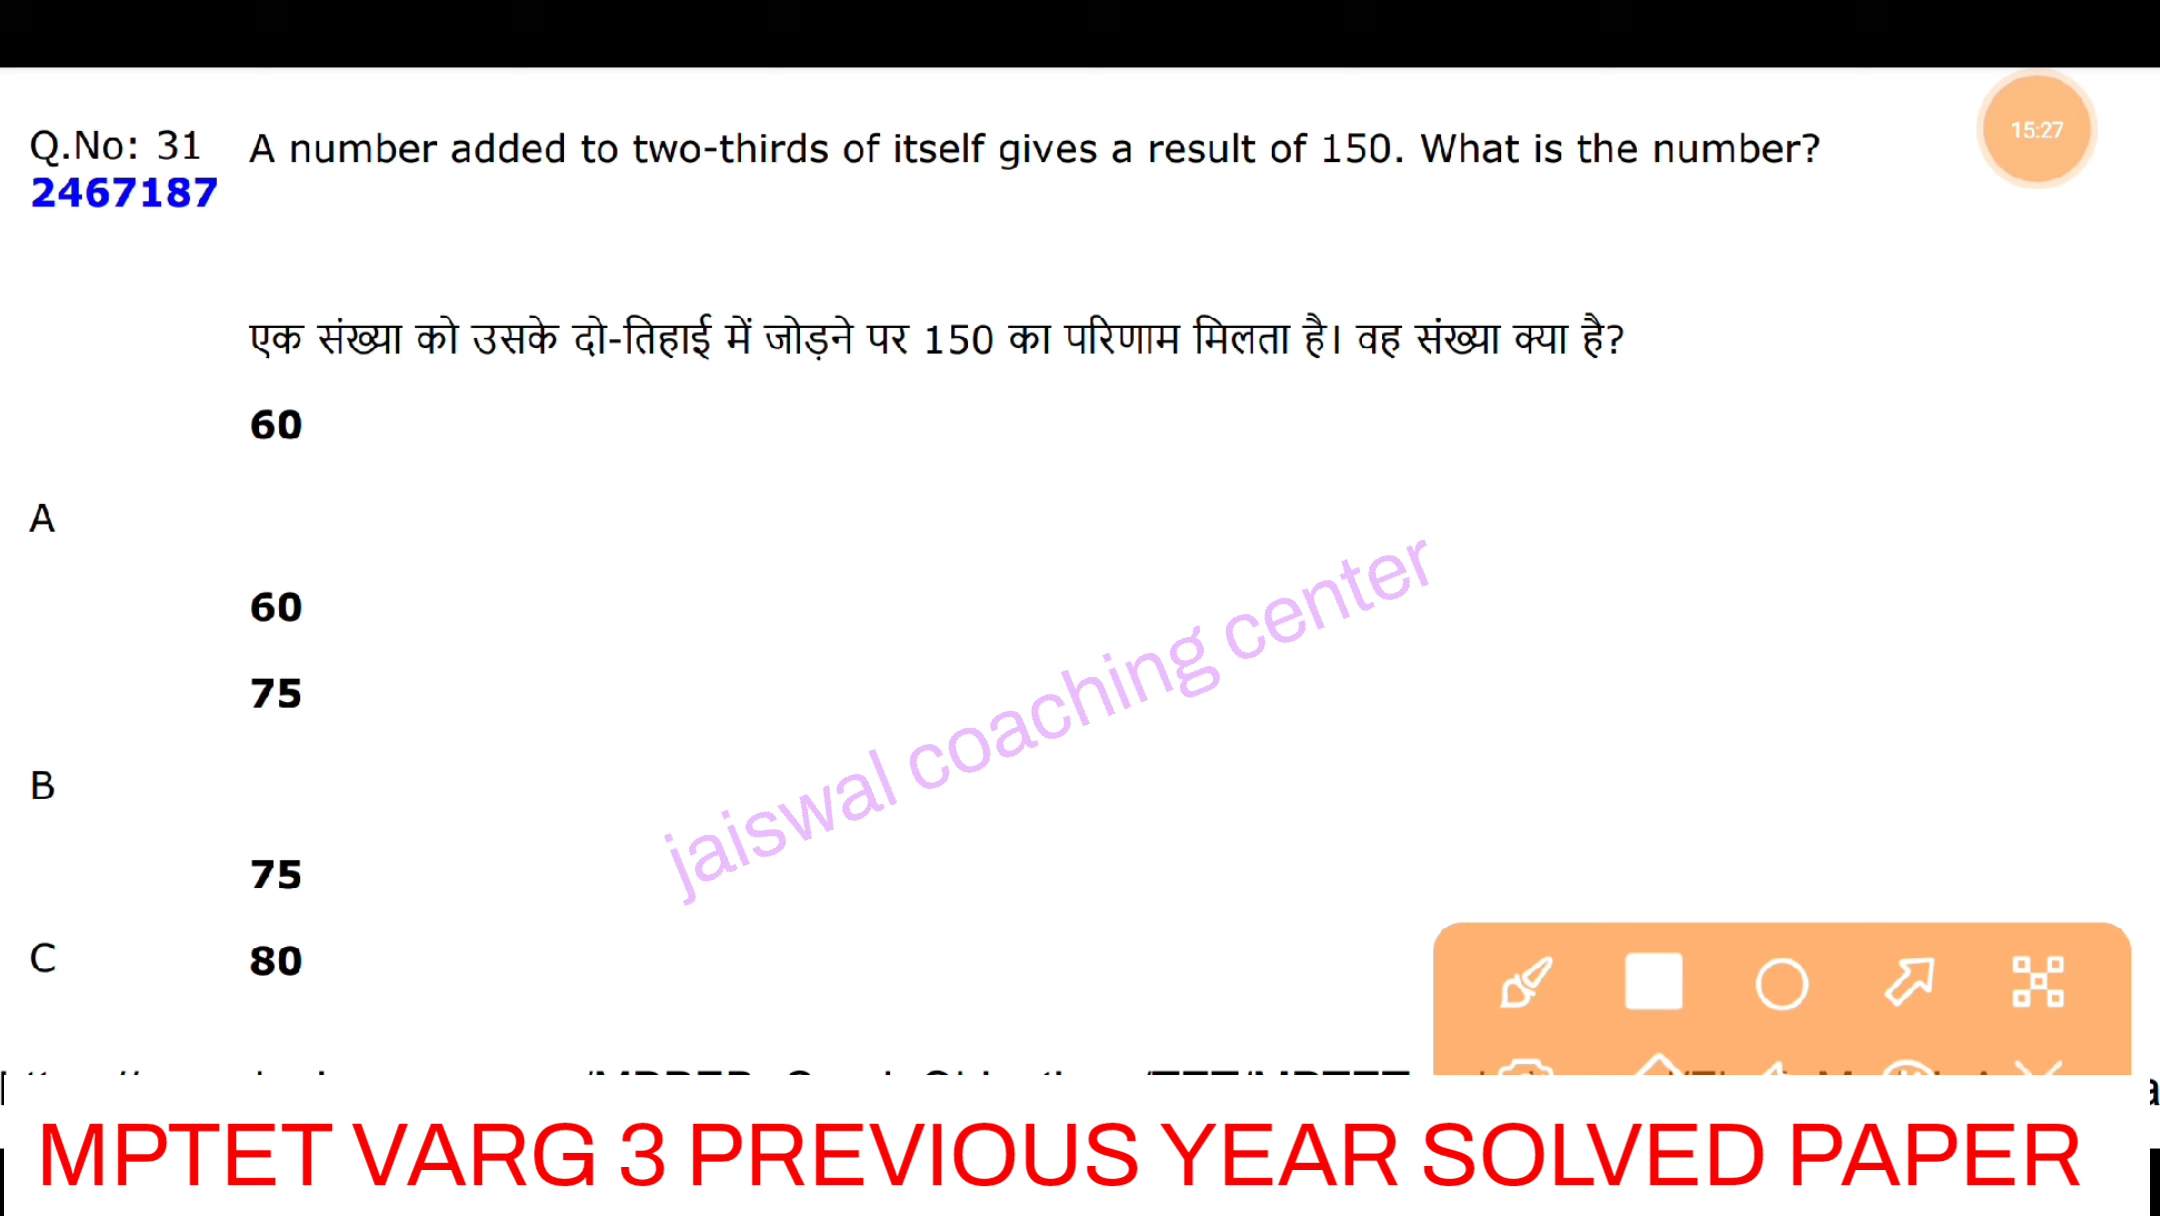 15:27
Q.No: 31 A number added to two-thirds of itself gives a result of 150. What is the number?
2467187
एक संख्या को उसके दो-तिहाई में जोड़ने पर 150 का परिणाम मिलता है। वह संख्या क्या है?
60
A
60
75
B
75
C 80
jaiswal coaching center
MPTET VARG 3 PREVIOUS YEAR SOLVED PAPER